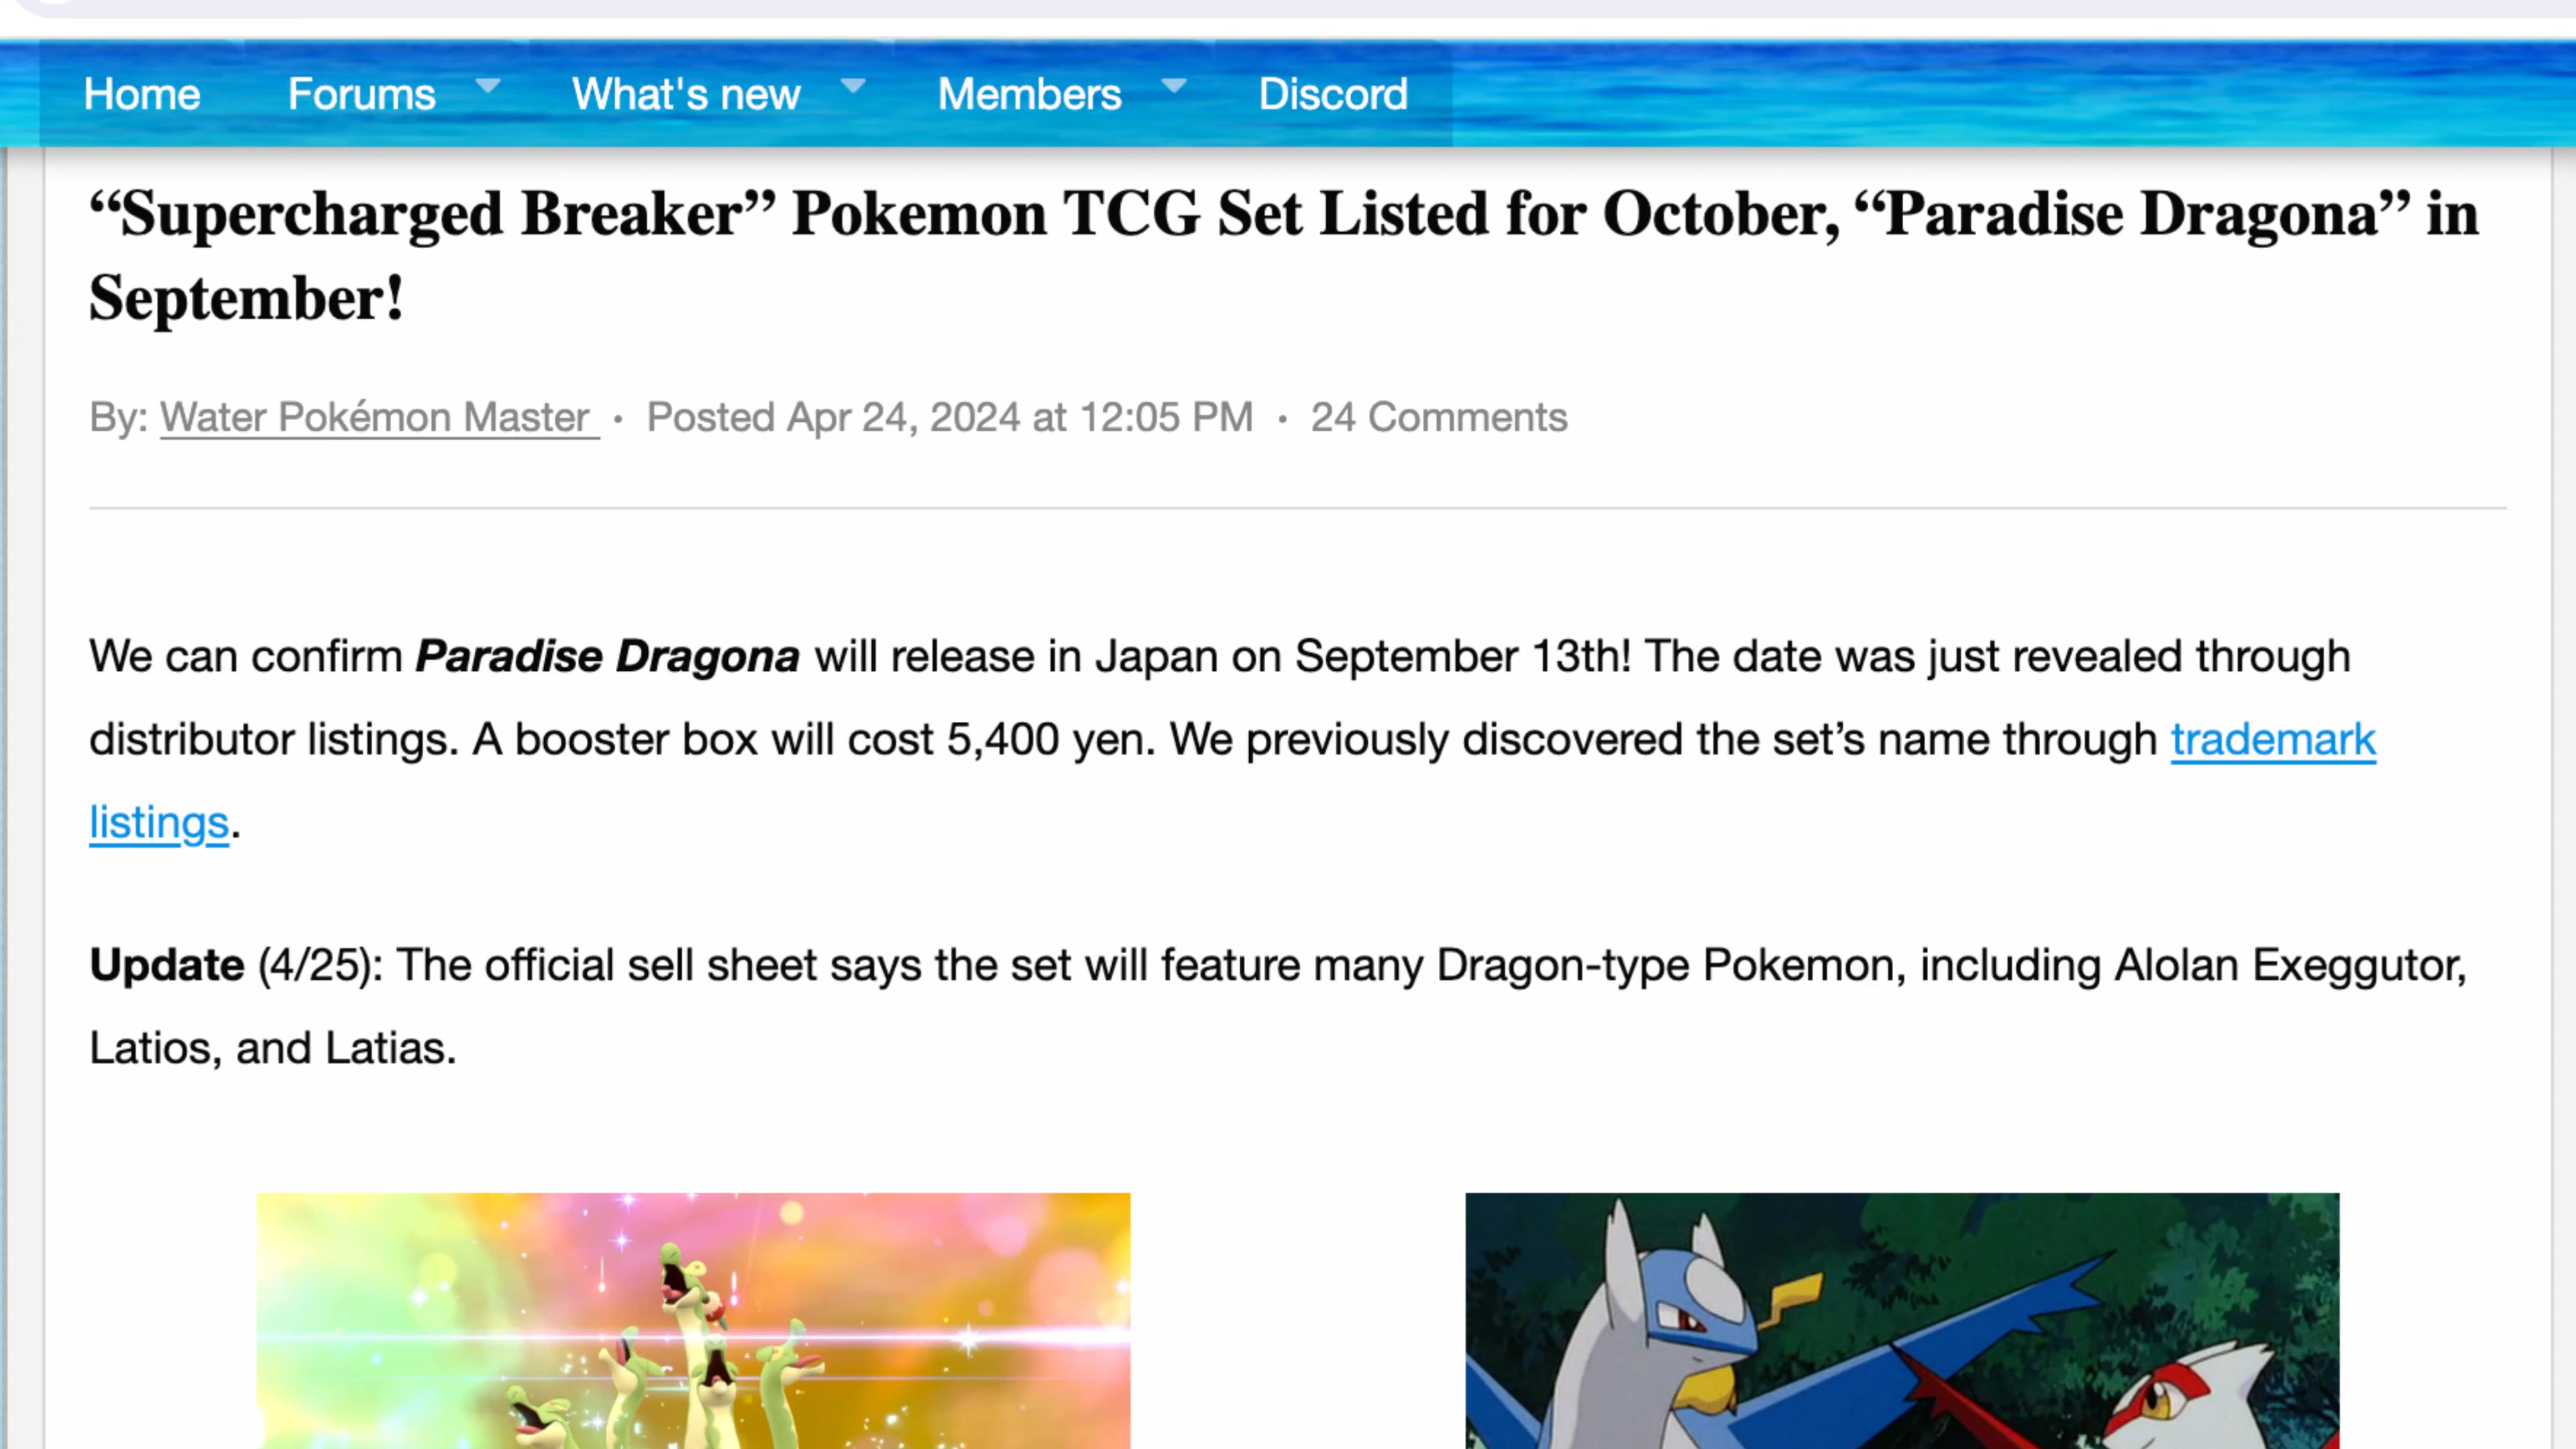 Home Forums What's new Members Discord
“Supercharged Breaker” Pokemon TCG Set Listed for October, “Paradise Dragona” in
September!
By: Water Pokémon Master · Posted Apr 24, 2024 at 12:05 PM · 24 Comments
We can confirm Paradise Dragona will release in Japan on September 13th! The date was just revealed through
distributor listings. A booster box will cost 5,400 yen. We previously discovered the set’s name through trademark
listings.
Update (4/25): The official sell sheet says the set will feature many Dragon-type Pokemon, including Alolan Exeggutor,
Latios, and Latias.